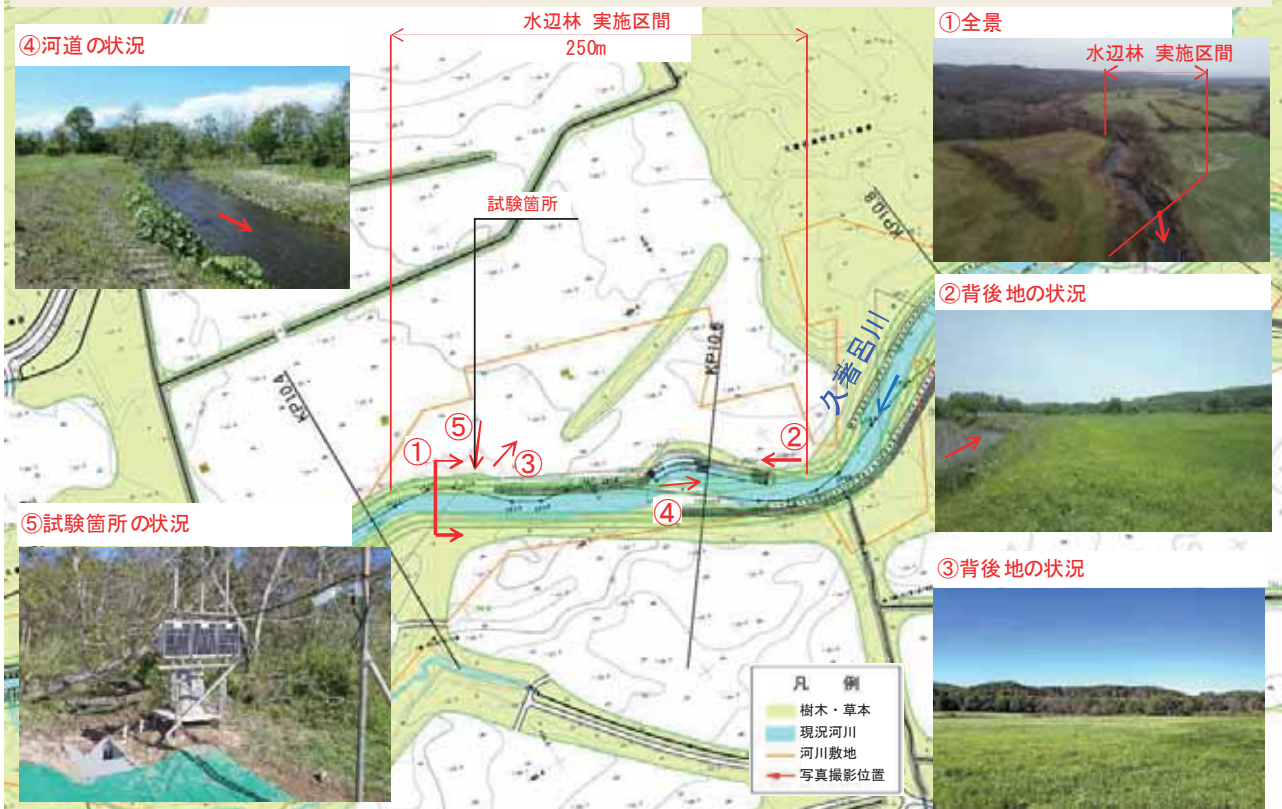 水辺林 実施区間
250m
④河道の状況
①全景
水辺林 実施区間
試験箇所
KP10.8
②背後地の状況
久著呂川
KP10.6
KP10.4
⑤
③
①
②
④
⑤試験箇所の状況
③背後地の状況
凡 例
樹木・草本
現況河川
河川敷地
写真撮影位置